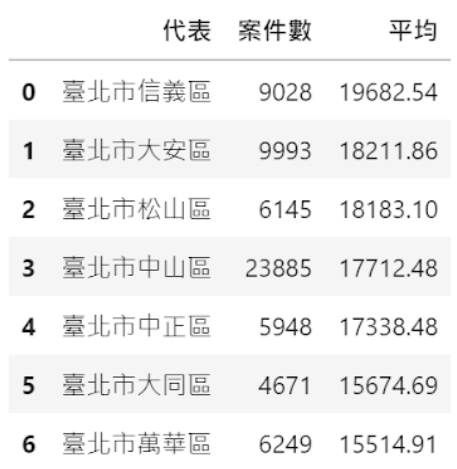 代表 案件數 平均
0 臺北市信義區 9028 19682.54
1 臺北市大安區 9993 18211.86
2 臺北市松山區 6145 18183.10
3 臺北市中山區 23885 17712.48
4 臺北市中正區 5948 17338.48
5 臺北市大同區 4671 15674.69
6 臺北市萬華區 6249 15514.91